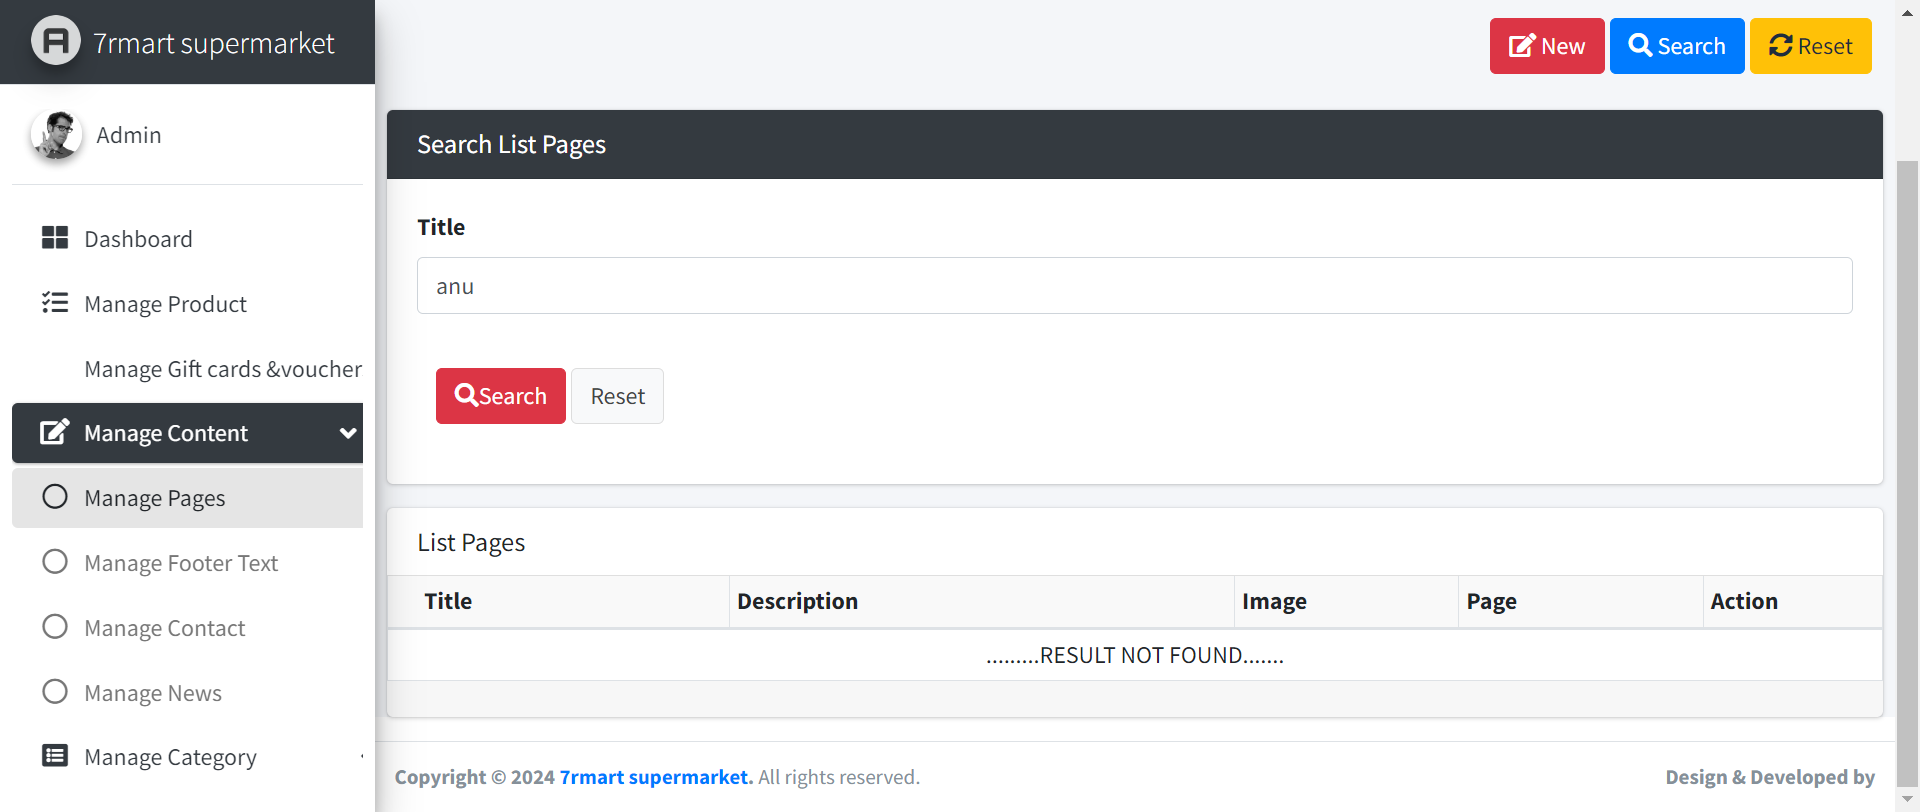 7rmart supermarket
Admin
Dashboard
Manage Product
Manage Gift cards &voucher
Manage Content
Manage Pages
Manage Footer Text
Manage Contact
Manage News
Manage Category
New Search Reset
Search List Pages
Title
anu
Search Reset
List Pages
Title Description Image Page Action
.........RESULT NOT FOUND.......
Copyright © 2024 7rmart supermarket. All rights reserved. Design & Developed by